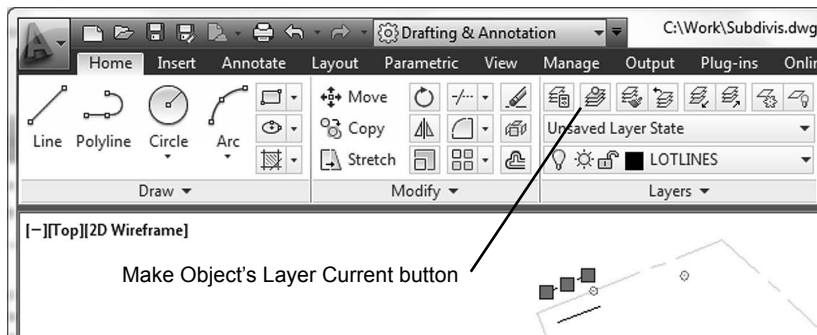 Drafting & Annotation C:\Work\Subdivis.dwg
Home Insert Annotate Layout Parametric View Manage Output Plug-ins Onlin
Move
Copy
Stretch
Line Polyline Circle Arc
Unsaved Layer State
LOTLINES
Draw Modify Layers
[−][Top][2D Wireframe]
Make Object's Layer Current button